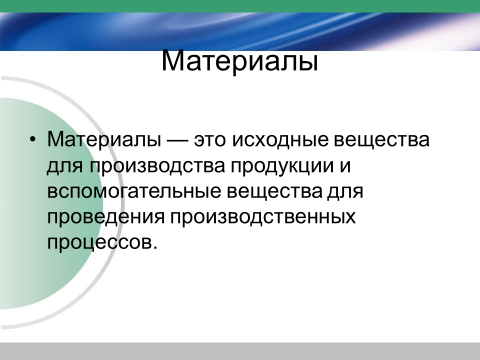 Материалы
• Материалы — это исходные вещества
для производства продукции и
вспомогательные вещества для
проведения производственных
процессов.